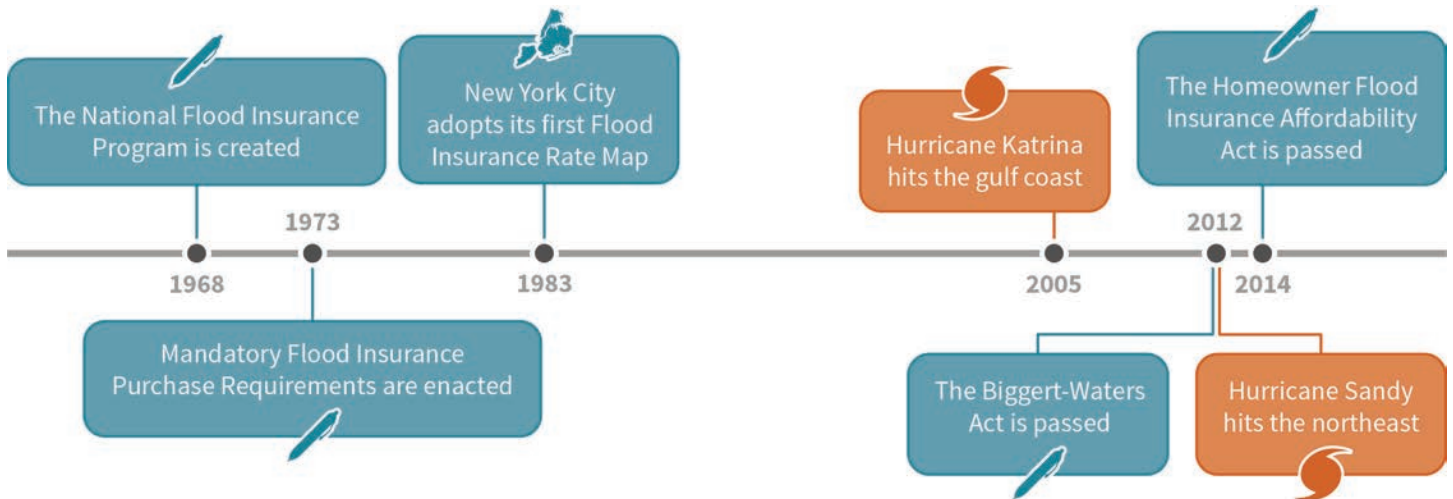 The National Flood Insurance
Program is created
1968
1973
Mandatory Flood Insurance
Purchase Requirements are enacted
New York City
adopts its first Flood
Insurance Rate Map
1983
Hurricane Katrina
hits the gulf coast
2005
2012
The Biggert-Waters
Act is passed
Hurricane Sandy
hits the northeast
The Homeowner Flood
Insurance Affordability
Act is passed
2014